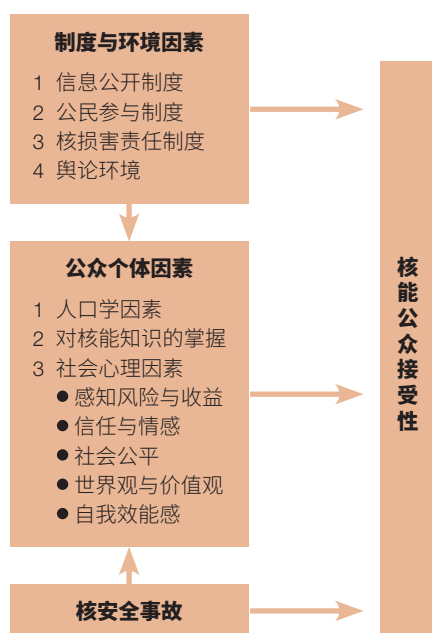 制度与环境因素
1 信息公开制度
2 公民参与制度
3 核损害责任制度
4 舆论环境
公众个体因素
1 人口学因素
2 对核能知识的掌握
3 社会心理因素
● 感知风险与收益
● 信任与情感
● 社会公平
● 世界观与价值观
● 自我效能感
核安全事故
核能公众接受性